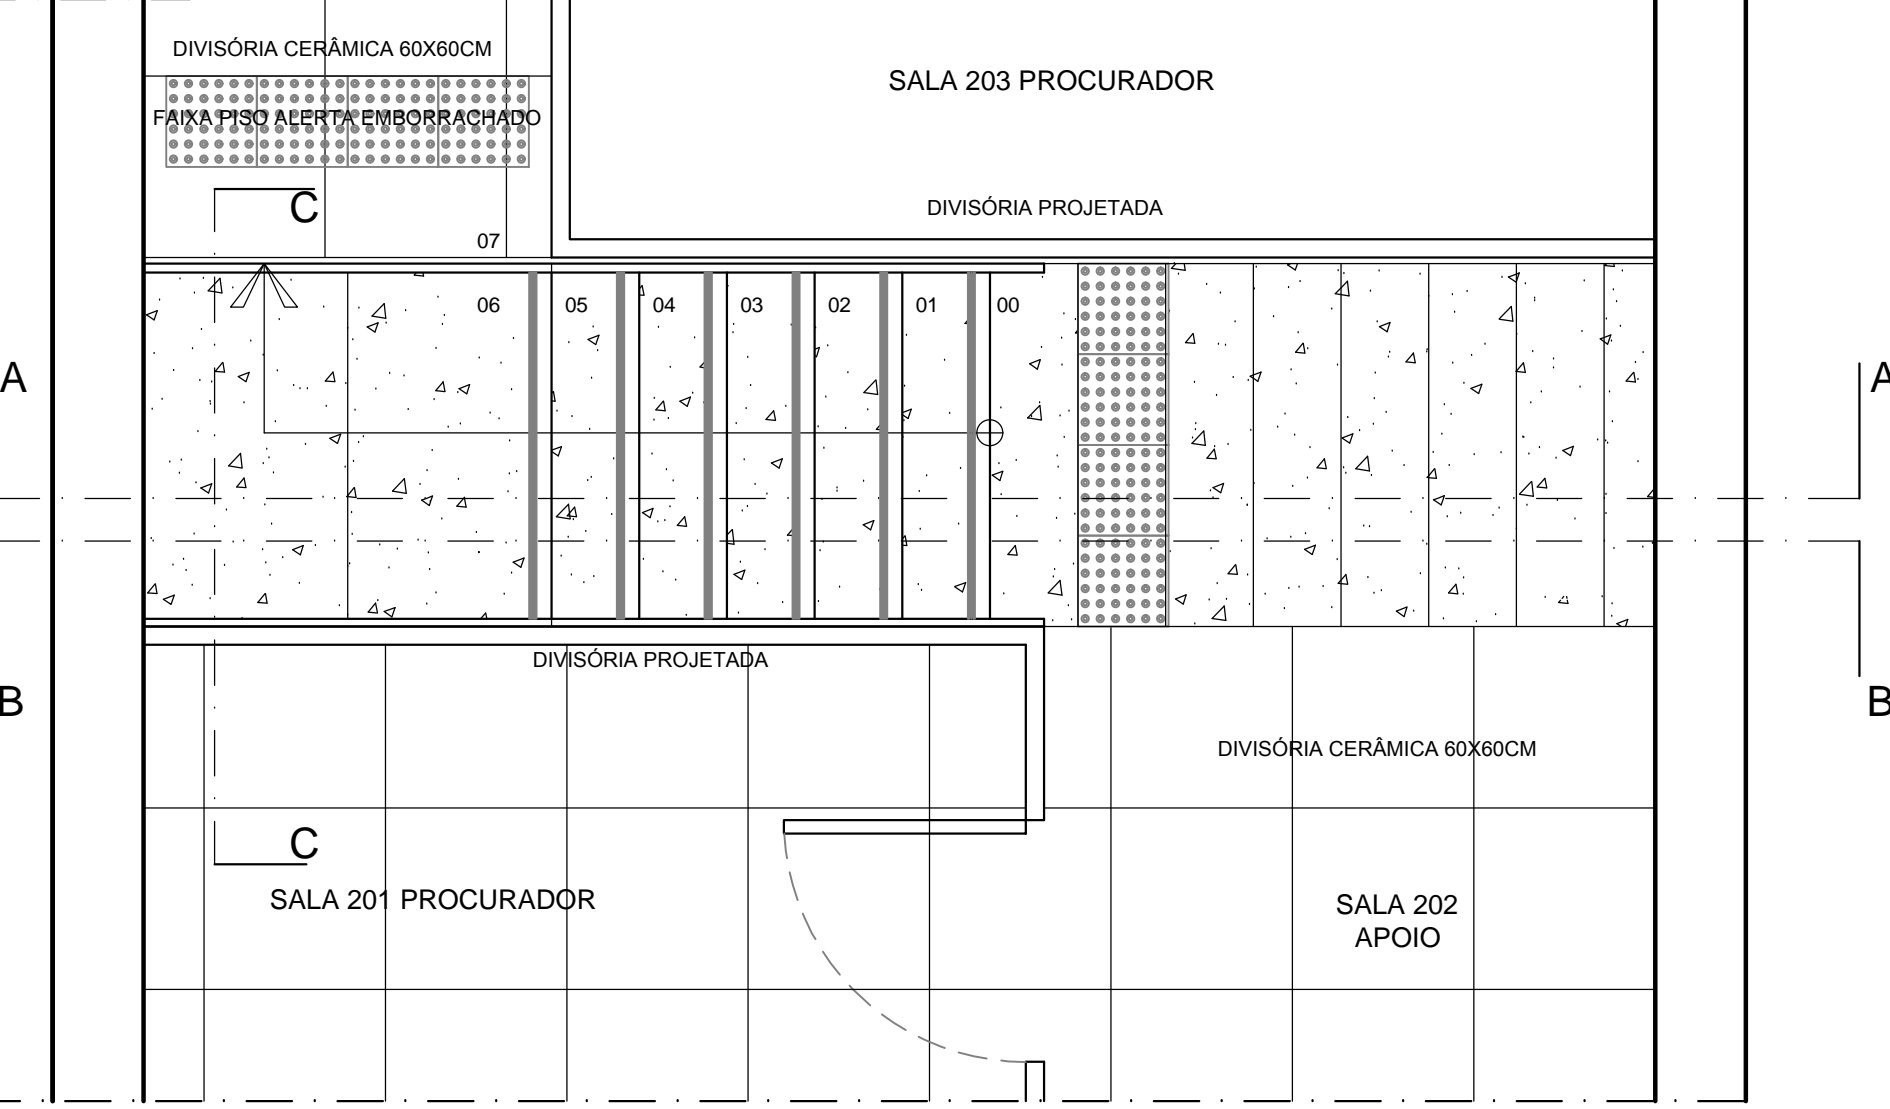 DIVISÓRIA CERÂMICA 60X60CM
SALA 203 PROCURADOR
FAIXA PISO ALERTA EMBORRACHADO
C
DIVISÓRIA PROJETADA
07
06
05
04
03
02
01
00
A
A
DIVISÓRIA PROJETADA
B
B
DIVISÓRIA CERÂMICA 60X60CM
C
SALA 201 PROCURADOR
SALA 202
APOIO